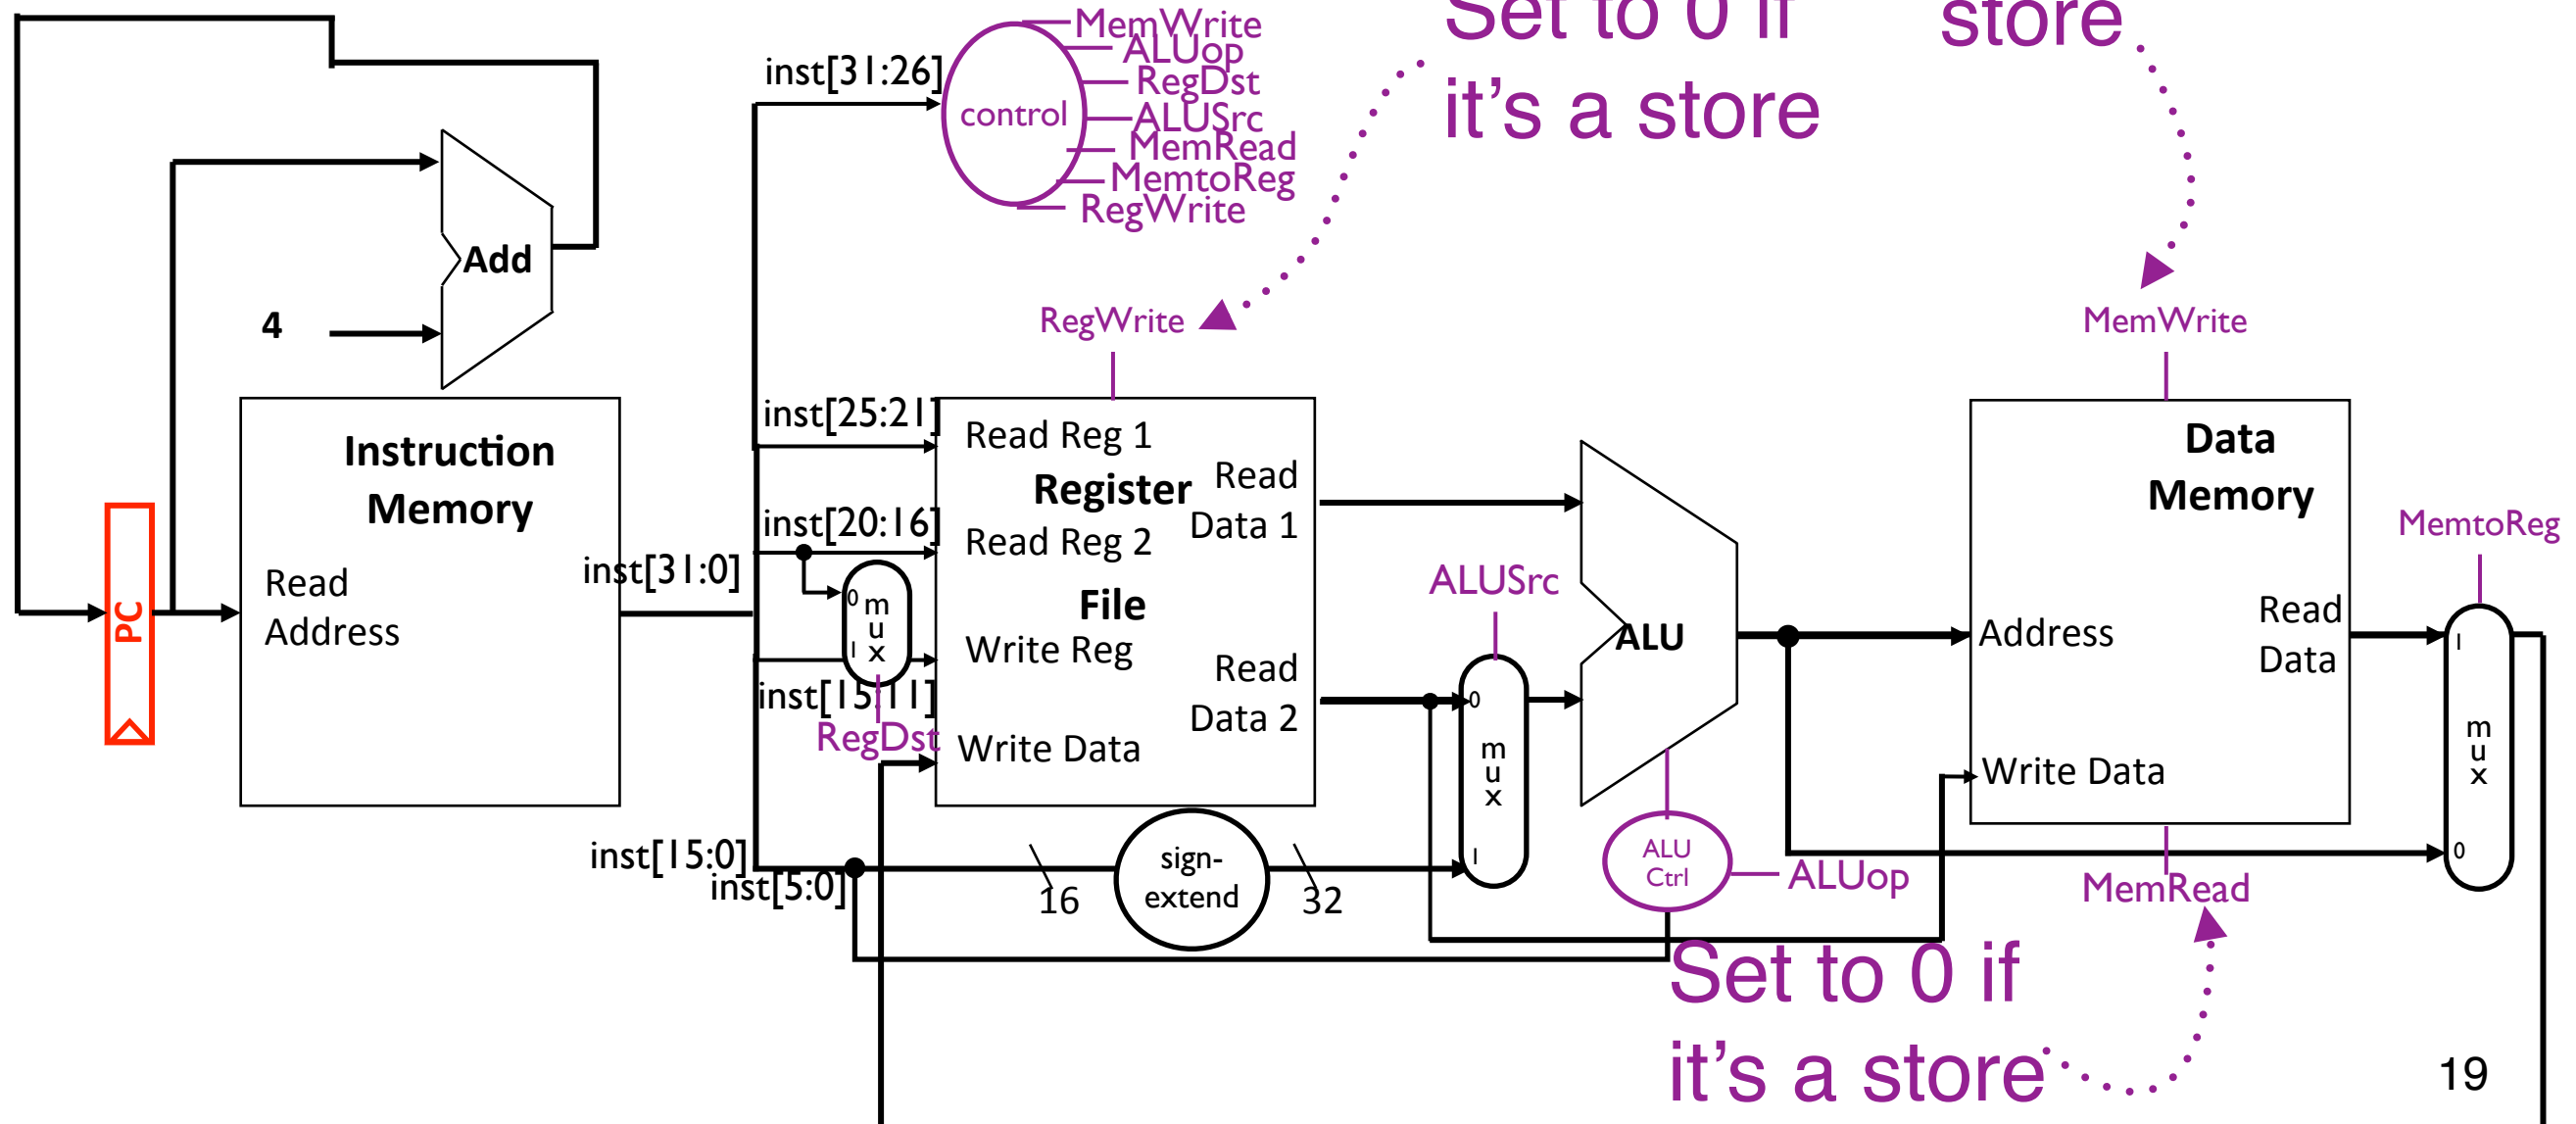 Set to 0 if
it's a store
store
MemWrite
ALUop
RegDst
ALUSrc
MemRead
MemtoReg
RegWrite
control
inst[31:26]
Add
4
RegWrite
MemWrite
Instruction
Memory
Read
Address
PC
inst[31:0]
inst[25:21]
inst[20:16]
0
mux
1
inst[15:11]
RegDst
Read Reg 1
Register
Read
Data 1
Read Reg 2
File
Write Reg
Read
Data 2
Write Data
ALUSrc
0
mux
1
ALU
Data
Memory
Address
Read
Data
Write Data
MemtoReg
1
mux
0
inst[15:0]
inst[5:0]
16
sign-
extend
32
ALU
Ctrl
ALUop
MemRead
Set to 0 if
it's a store
19